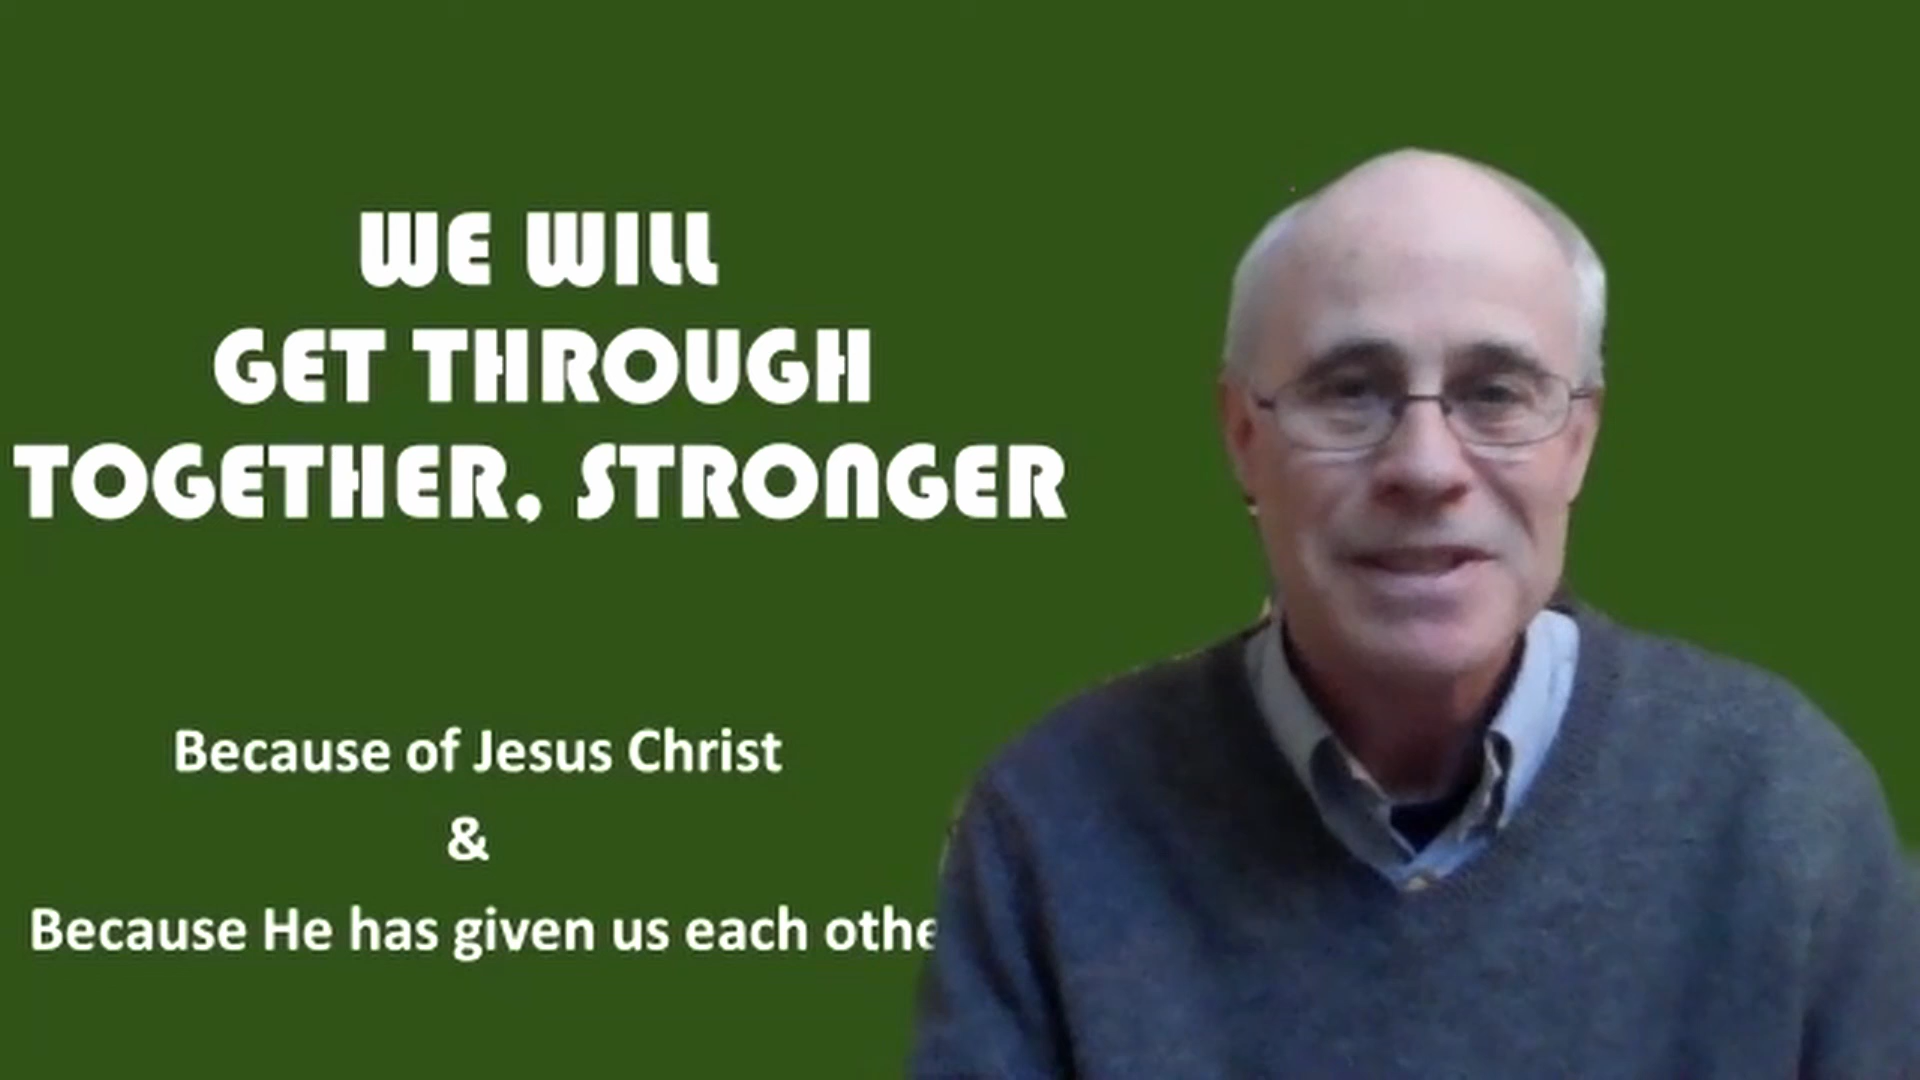 WE WILL
GET THROUGH
TOGETHER, STRONGER
Because of Jesus Christ
&
Because He has given us each othe